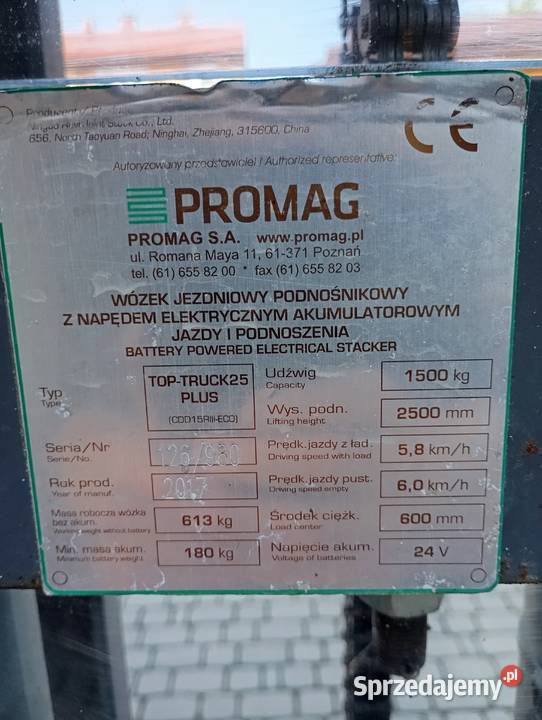 Producent /
Stock Co., Ltd.
656, North Taoyuan Road; Ninghai, Zhejiang, 315600, China
CE
Autoryzowany przedstawiciel / Authorized representative:
PROMAG
PROMAG S.A. www.promag.pl
ul. Romana Maya 11, 61-371 Poznań
tel. (61) 655 82 00 * fax (61) 655 82 03
WÓZEK JEZDNIOWY PODNOŚNIKOWY
Z NAPĘDEM ELEKTRYCZNYM AKUMULATOROWYM
JAZDY I PODNOSZENIA
BATTERY POWERED ELECTRICAL STACKER
Typ
Type
TOP-TRUCK25
PLUS
(CDD15RIII-ECO)
Udźwig
Capacity
1500 kg
Wys. podn.
Lifting height
2500 mm
Seria/Nr
Serie/No.
126/980
Prędk. jazdy z ład.
Driving speed with load
5,8 km/h
Rok prod.
Year of manuf.
2017
Prędk. jazdy pust.
Driving speed empty
6,0 km/h
Masa robocza wózka
bez akum.
Working weight without battery
613 kg
Środek ciężk.
Load center
600 mm
Min. masa akum.
Minimum battery weight
180 kg
Napięcie akum.
Voltage of batteries
24 V
Sprzedajemy.pl